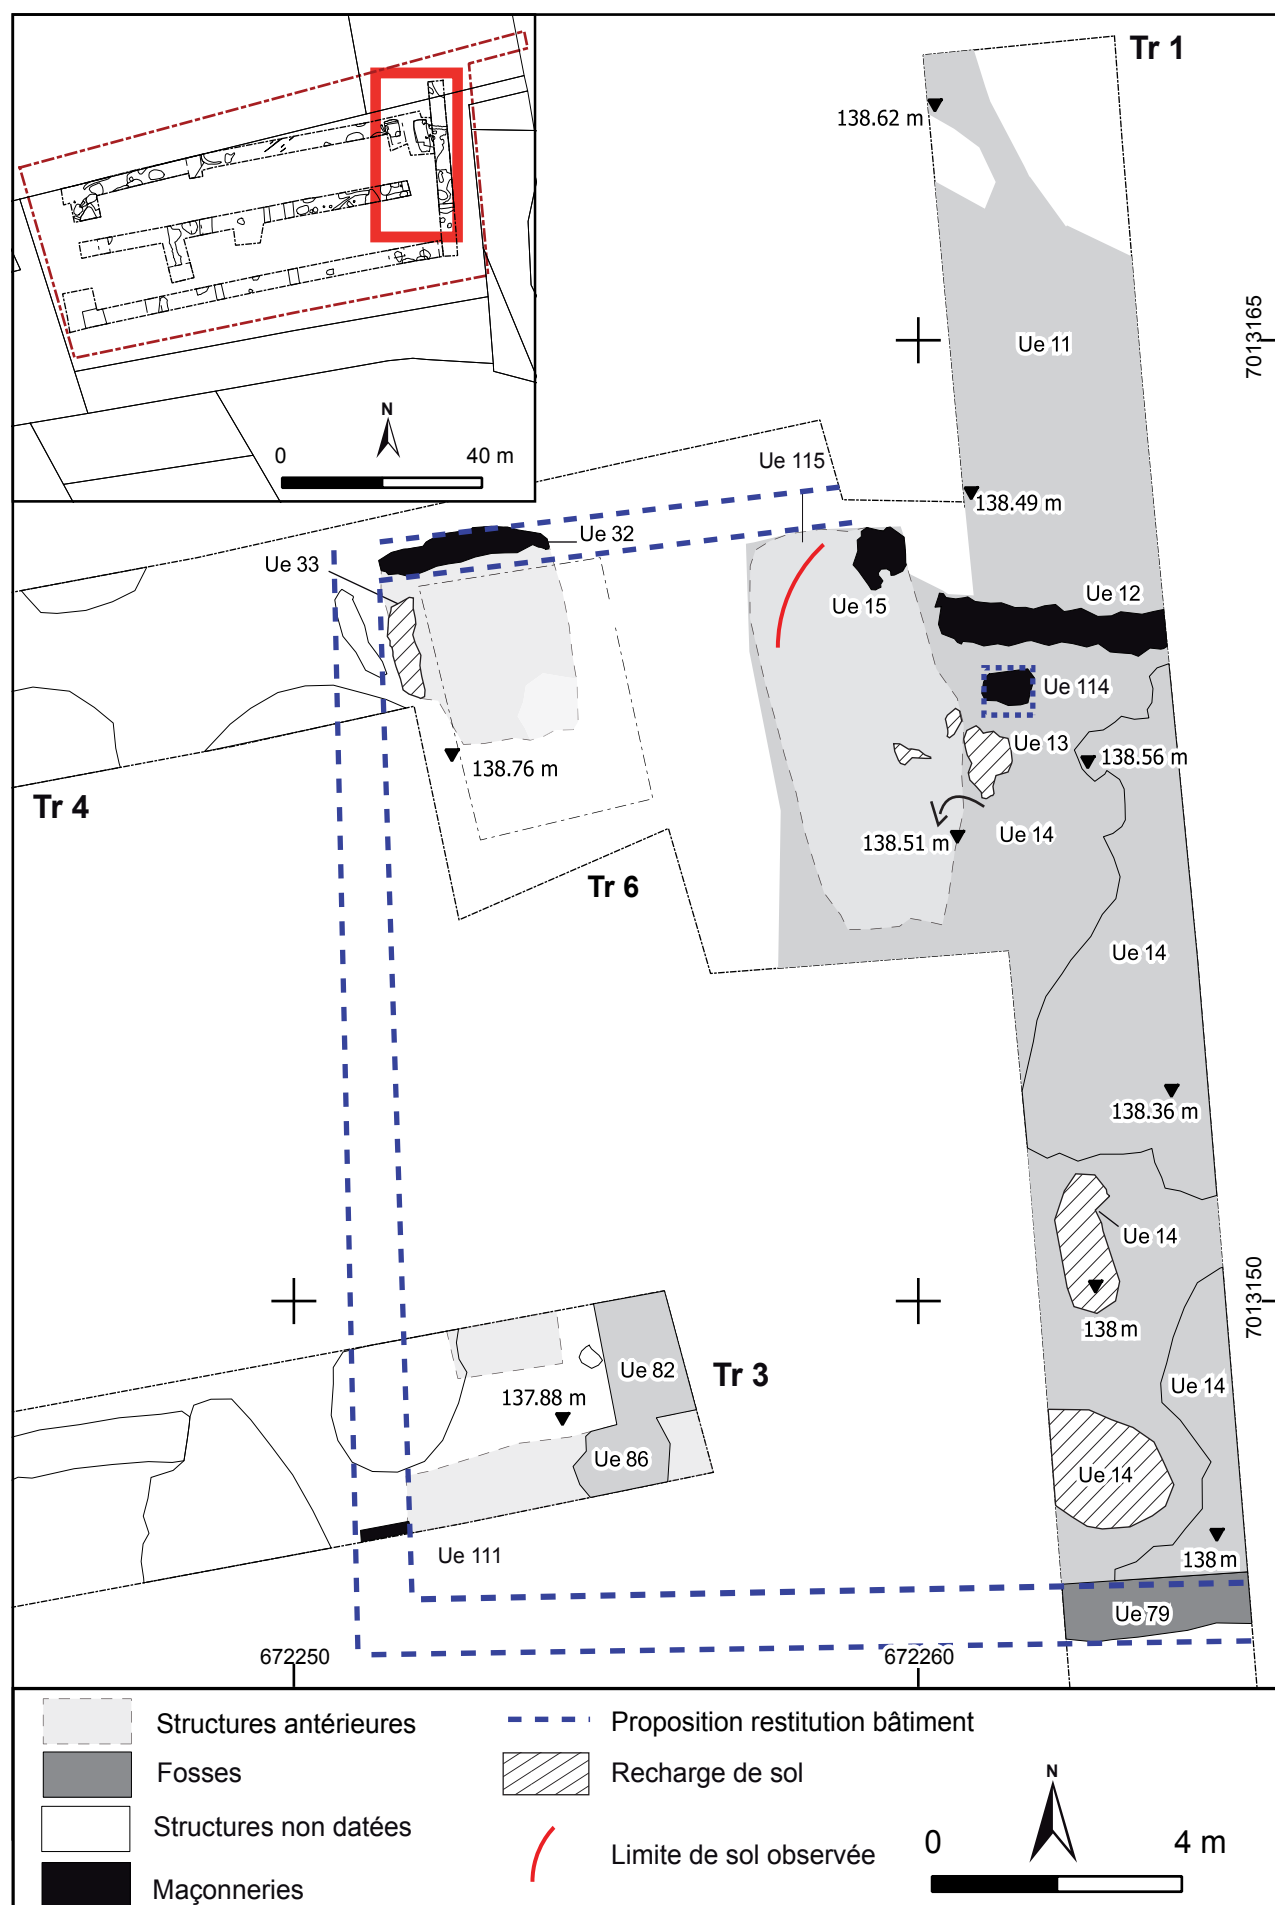 Tr 1
138.62 m
7013165
Ue 11
N
0 40 m
Ue 115
138.49 m
Ue 32
Ue 33
Ue 12
Ue 15
Ue 114
Ue 13
138.56 m
138.76 m
Tr 4
138.51 m
Ue 14
Tr 6
Ue 14
138.36 m
Ue 14
7013150
138 m
Ue 82
Tr 3
Ue 14
137.88 m
Ue 86
Ue 14
Ue 111
138 m
Ue 79
672250
672260
Structures antérieures
Fosses
Structures non datées
Maçonneries
Proposition restitution bâtiment
Recharge de sol
Limite de sol observée
N
0 4 m